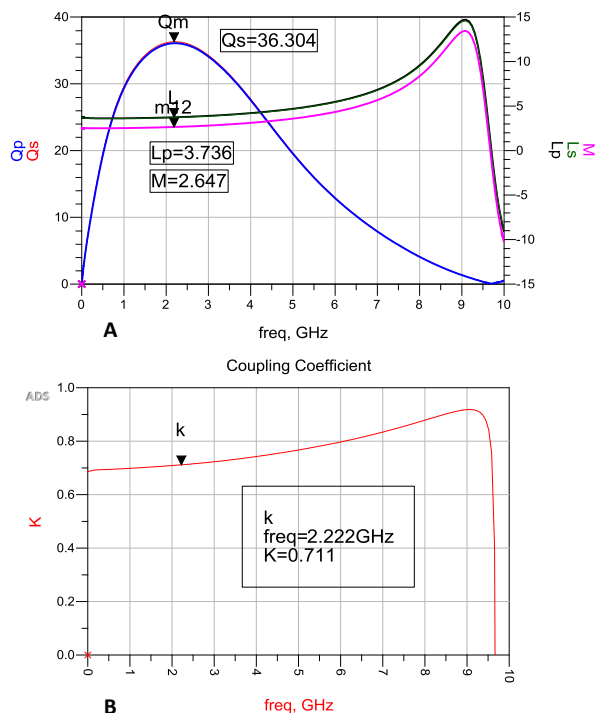 Qm
Qs=36.304
L
m12
Lp=3.736
M=2.647
40
30
20
10
0
Qp
Qs
15
10
5
0
-5
-10
-15
Lp
Ls
M
0 1 2 3 4 5 6 7 8 9 10
A
freq, GHz
Coupling Coefficient
ADS
1.0
0.8
0.6
0.4
0.2
0.0
K
k
k
freq=2.222GHz
K=0.711
0 1 2 3 4 5 6 7 8 9 10
B
freq, GHz